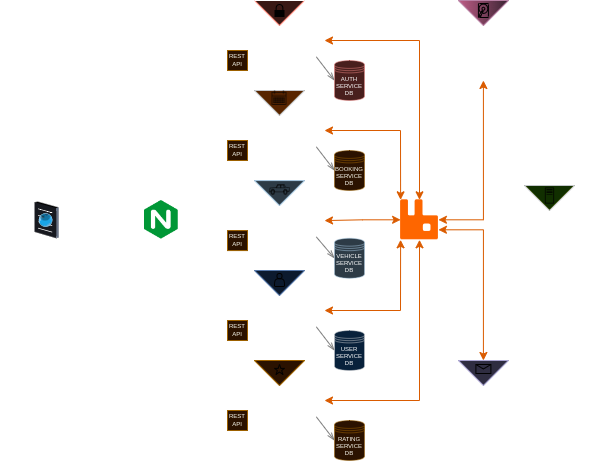 REST
API
AUTH
SERVICE
DB
REST
API
BOOKING
SERVICE
DB
N
REST
API
VEHICLE
SERVICE
DB
REST
API
USER
SERVICE
DB
REST
API
RATING
SERVICE
DB